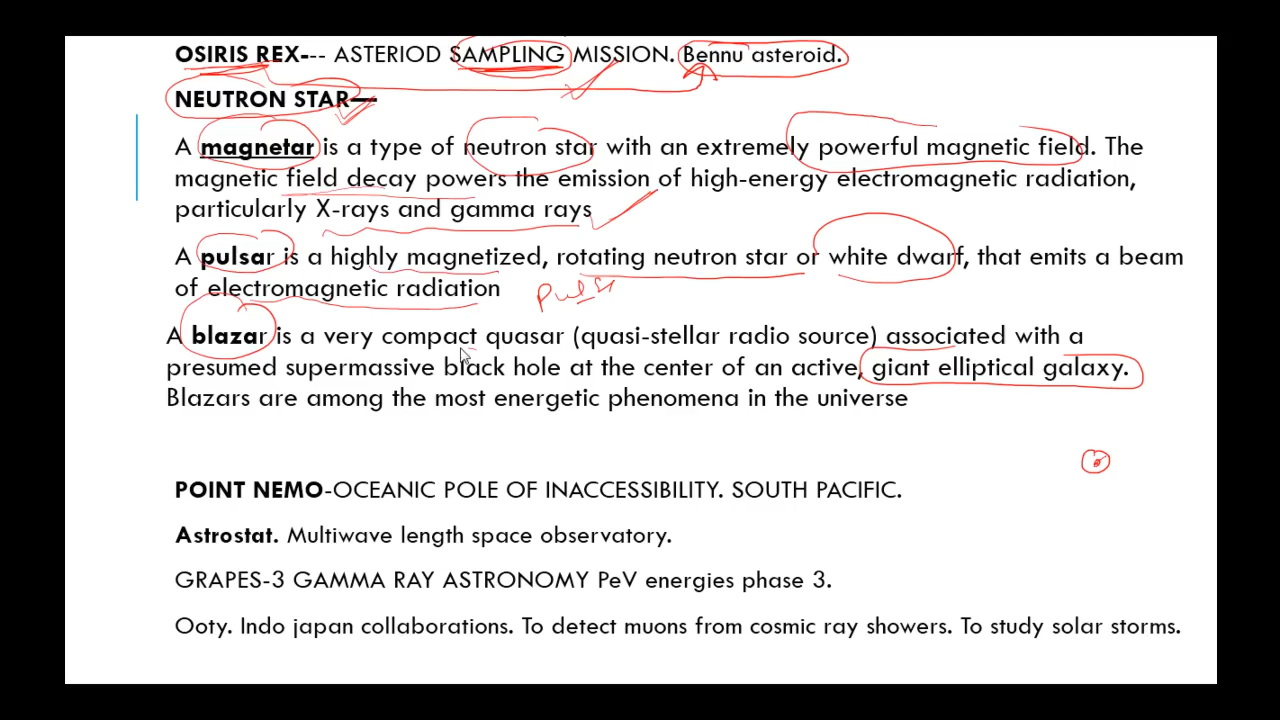 OSIRIS REX--- ASTERIOD SAMPLING MISSION. Bennu asteroid.
NEUTRON STAR—
A magnetar is a type of neutron star with an extremely powerful magnetic field. The
magnetic field decay powers the emission of high-energy electromagnetic radiation,
particularly X-rays and gamma rays
A pulsar is a highly magnetized, rotating neutron star or white dwarf, that emits a beam
of electromagnetic radiation
A blazar is a very compact quasar (quasi-stellar radio source) associated with a
presumed supermassive black hole at the center of an active, giant elliptical galaxy.
Blazars are among the most energetic phenomena in the universe
POINT NEMO-OCEANIC POLE OF INACCESSIBILITY. SOUTH PACIFIC.
Astrostat. Multiwave length space observatory.
GRAPES-3 GAMMA RAY ASTRONOMY PeV energies phase 3.
Ooty. Indo japan collaborations. To detect muons from cosmic ray showers. To study solar storms.